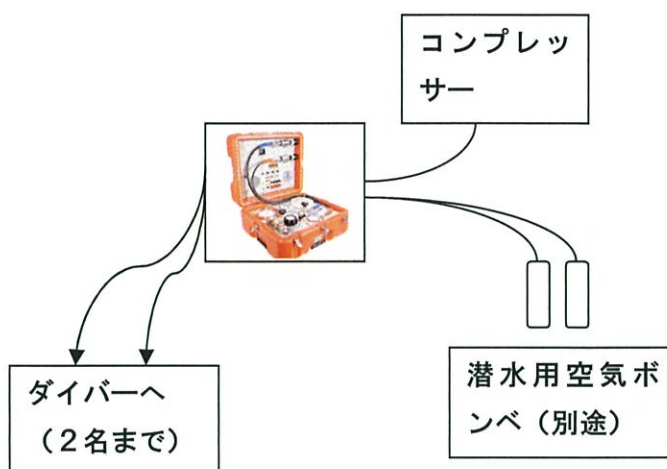 コンプレッ
サー
ダイバーへ
（２名まで）
潜水用空気ボ
ンベ（別途）